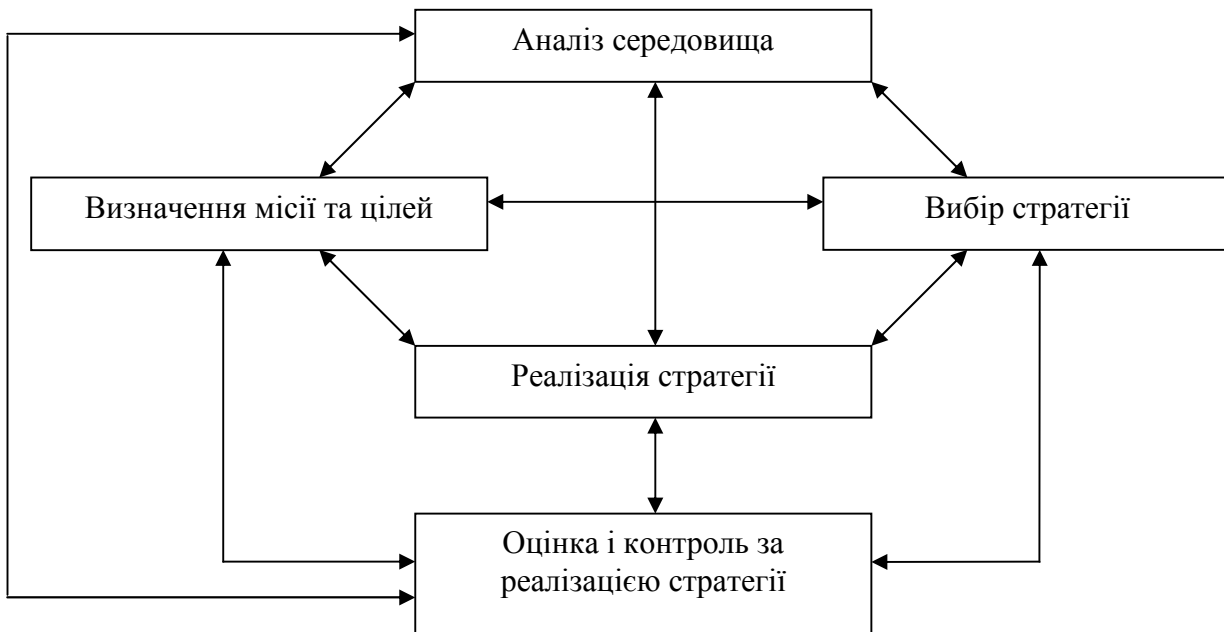 Аналіз середовища
Визначення місії та цілей
Вибір стратегії
Реалізація стратегії
Оцінка і контроль за
реалізацією стратегії